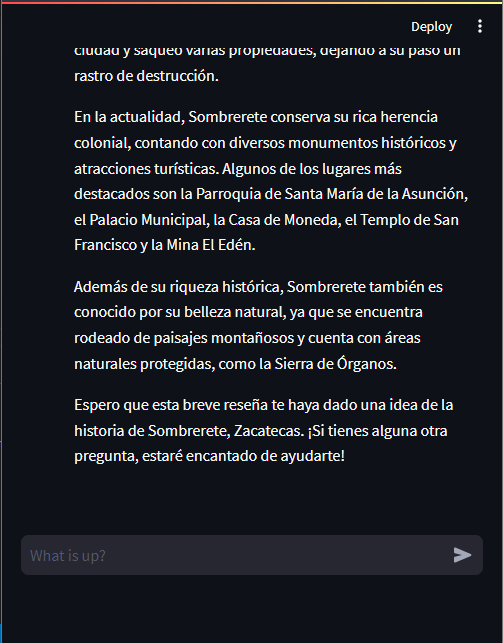 Deploy
ciudad y saqueó varias propiedades, dejando a su paso un
rastro de destrucción.
En la actualidad, Sombrerete conserva su rica herencia
colonial, contando con diversos monumentos históricos y
atracciones turísticas. Algunos de los lugares más
destacados son la Parroquia de Santa María de la Asunción,
el Palacio Municipal, la Casa de Moneda, el Templo de San
Francisco y la Mina El Edén.
Además de su riqueza histórica, Sombrerete también es
conocido por su belleza natural, ya que se encuentra
rodeado de paisajes montañosos y cuenta con áreas
naturales protegidas, como la Sierra de Órganos.
Espero que esta breve reseña te haya dado una idea de la
historia de Sombrerete, Zacatecas. ¡Si tienes alguna otra
pregunta, estaré encantado de ayudarte!
What is up?